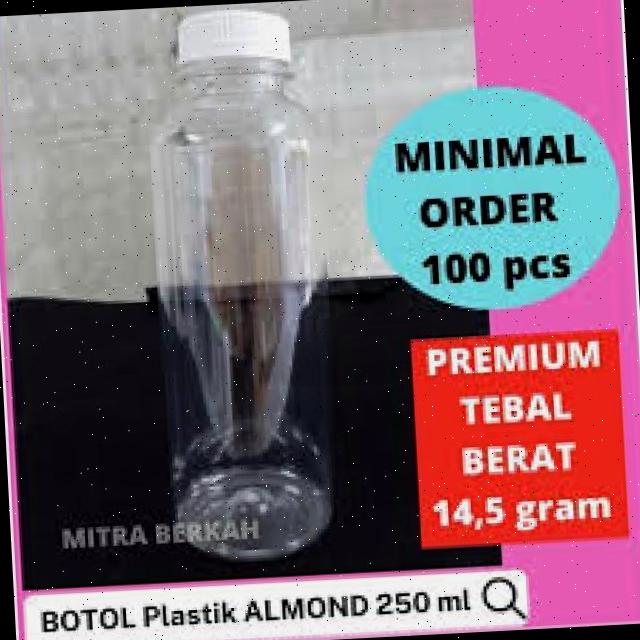 MINIMAL
ORDER
100 pcs
PREMIUM
TEBAL
BERAT
14,5 gram
MITRA BERKAH
BOTOL Plastik ALMOND 250 ml